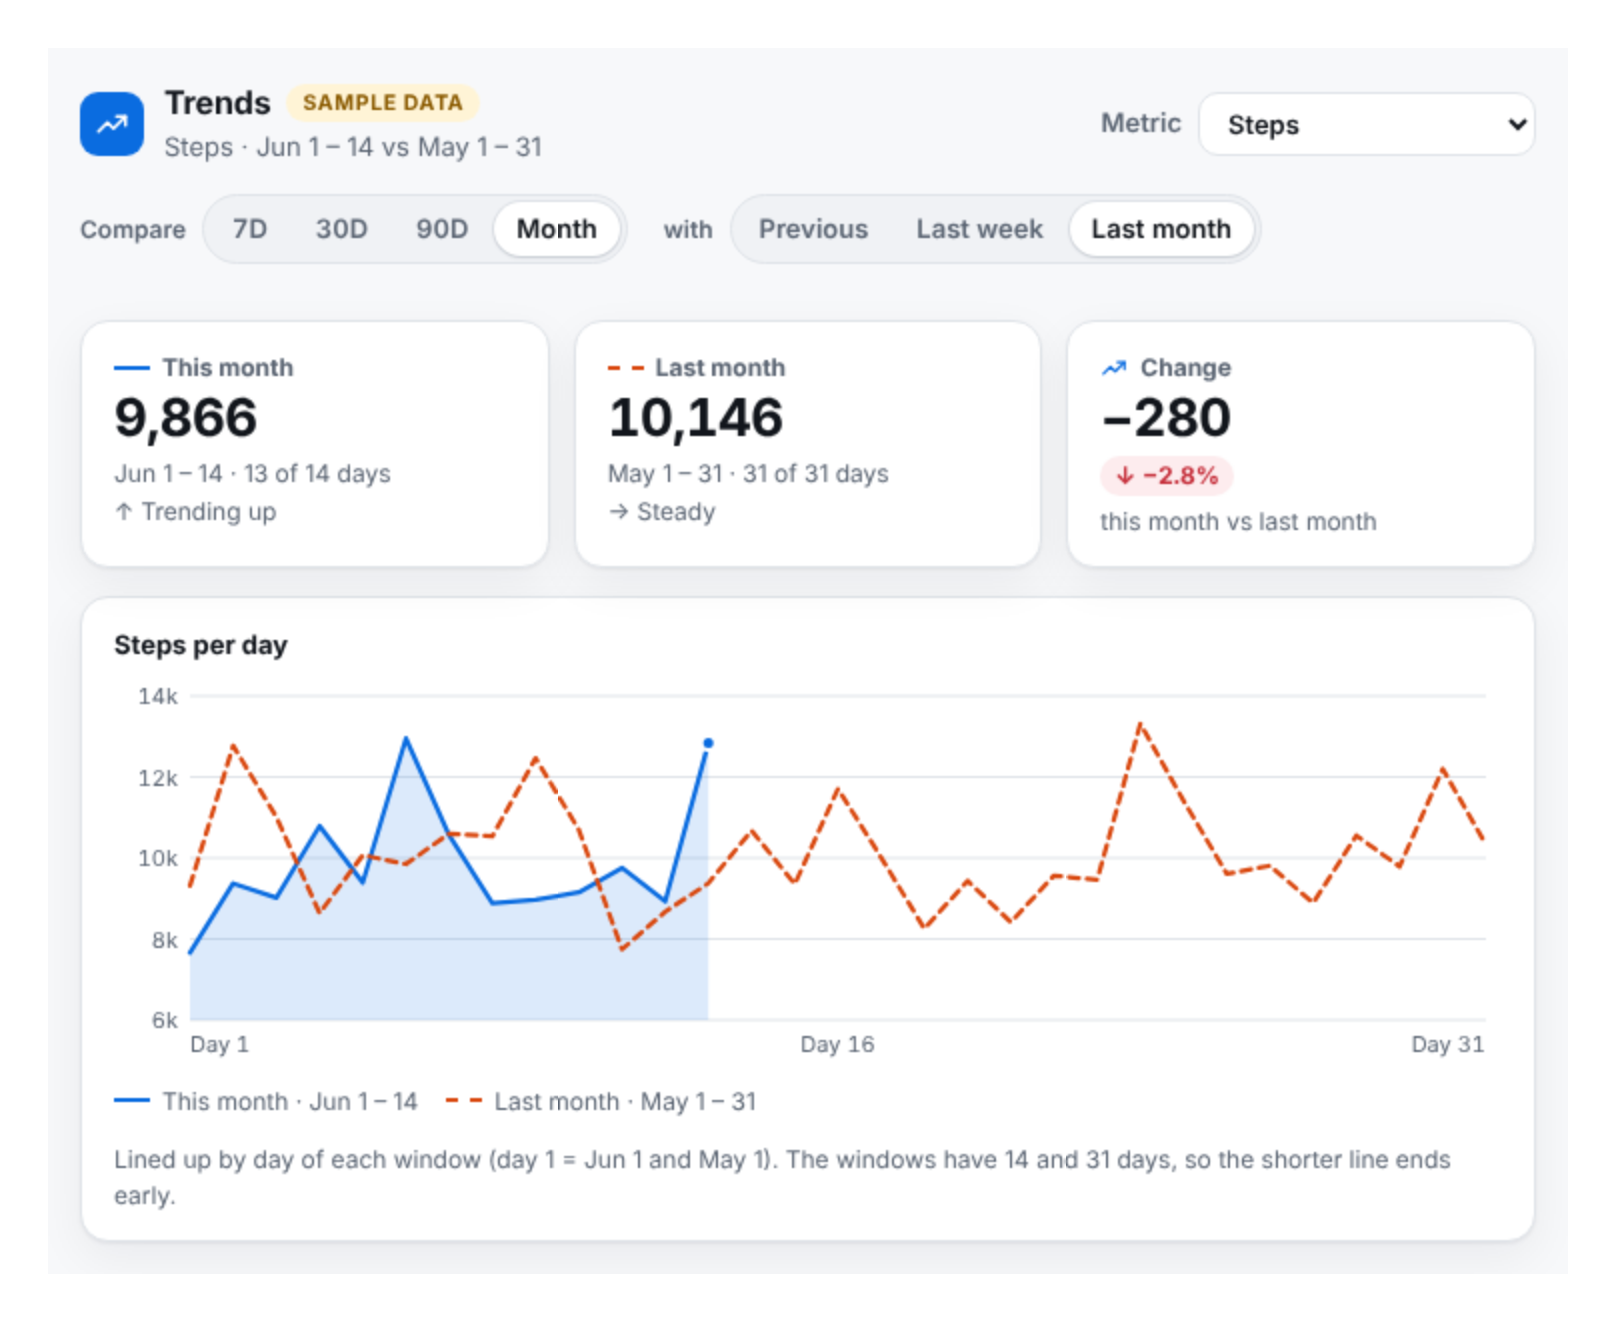 Trends SAMPLE DATA
Steps · Jun 1 – 14 vs May 1 – 31
Metric Steps
Compare 7D 30D 90D Month with Previous Last week Last month
This month
9,866
Jun 1 – 14 · 13 of 14 days
↑ Trending up
Last month
10,146
May 1 – 31 · 31 of 31 days
→ Steady
Change
−280
↓ −2.8%
this month vs last month
Steps per day
14k
12k
10k
8k
6k
Day 1 Day 16 Day 31
This month · Jun 1 – 14 Last month · May 1 – 31
Lined up by day of each window (day 1 = Jun 1 and May 1). The windows have 14 and 31 days, so the shorter line ends
early.